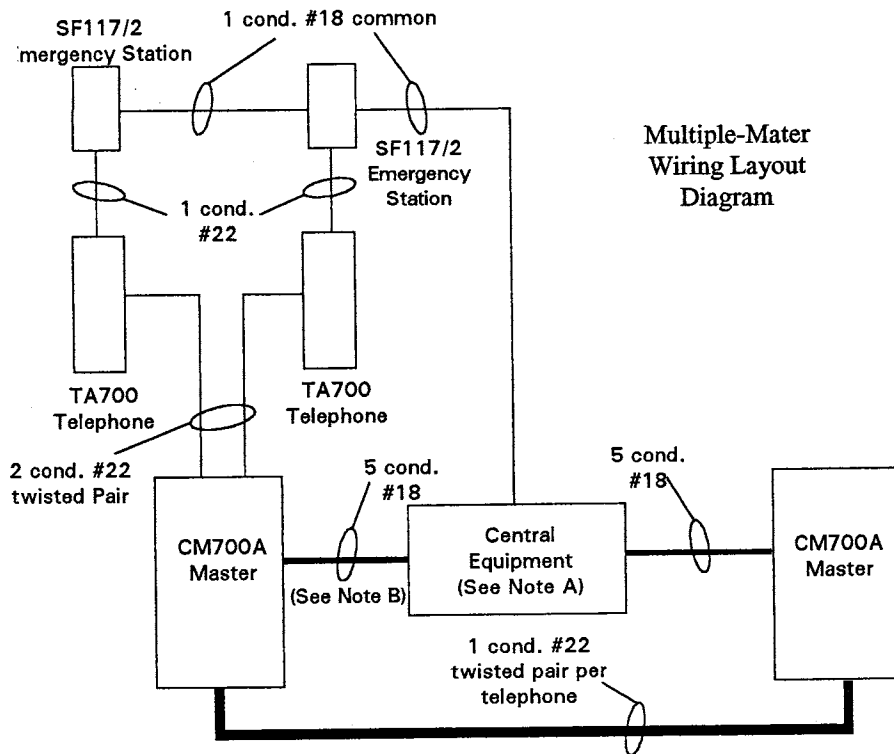 1 cond. #18 common
SF117/2
mergency Station
SF117/2
Emergency
Station
Multiple-Mater
Wiring Layout
Diagram
1 cond.
#22
TA700
Telephone
TA700
Telephone
2 cond. #22
twisted Pair
5 cond.
#18
5 cond.
#18
CM700A
Master
(See Note B)
Central
Equipment
(See Note A)
CM700A
Master
1 cond. #22
twisted pair per
telephone